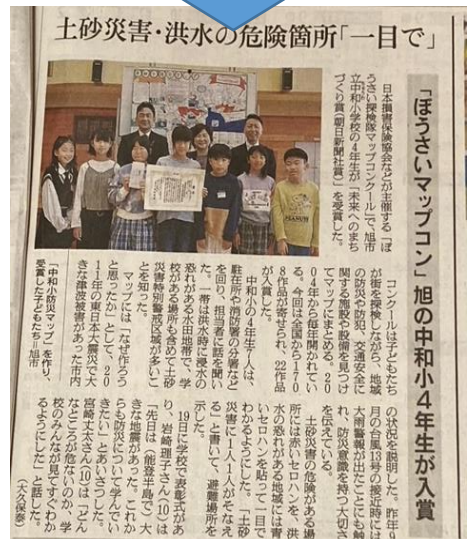 土砂災害・洪水の危険箇所「一目で」
「ぼうさいマップコン」旭の中和小4年生が入賞
日本損害保険協会などが主催する「ぼ
うさい探検隊マップコンクール」で、旭市
立中和小学校の4年生が「未来へのまち
づくり賞(朝日新聞社賞)」を受賞した。
コンクールは子どもたち
が街を探検しながら、地域
の防災や防犯、交通安全に
関する施設や設備を見つけ
てマップにまとめる。20
04年から毎年開かれてい
る。今回は全国から170
8作品が寄せられ、22作品
が入賞した。
中和小の4年生7人は、
駐在所や消防署の分署など
を回り、担当者に話を聞い
た。一帯は洪水時に浸水の
恐れがある水田地帯で、学
校がある場所も含めて土砂
災害特別警戒区域が多いこ
とを知った。
マップには「なぜ作ろう
と思ったか」として、20
11年の東日本大震災で大
きな津波被害があった市内
の状況を説明した。昨年9
月の台風13号の接近時には
大雨警報が出たことにも触
れ、防災意識を持つ大切さ
を伝えている。
土砂災害の危険がある場
所には赤いセロハンを、洪
水の恐れがある地域には青
いセロハンを貼って一目で
わかるようにした。「土砂
災害に1人1人がそなえ
る」と書いて、避難場所を
示した。
19日に学校で表彰式があ
り、岩崎理子さん(10)は
「先日は(能登半島で)大
きな地震があった。これか
らも防災について学んでい
きたい」とあいさつした。
宮崎丈太さん(10)は「どん
なところが危ないのか、学
校のみんなが見てすぐわか
るようにした」と話した。
(大久保泰)
「中和小防災マップ」を作り、
受賞した子どもたち=旭市